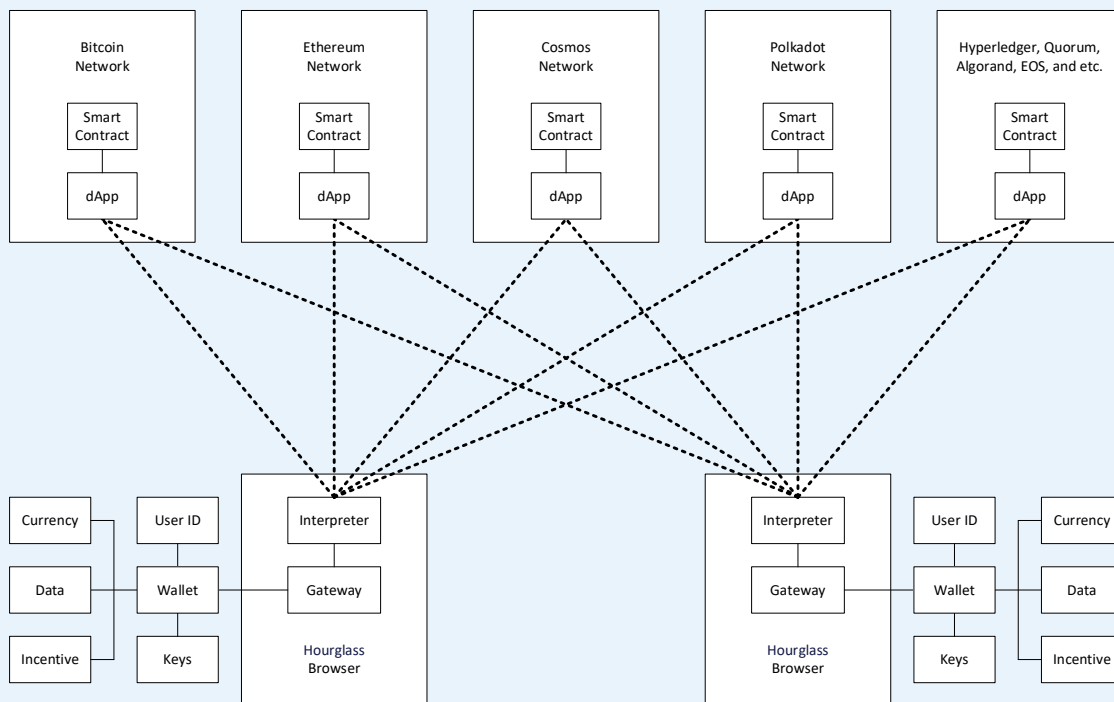 Bitcoin
Network
Ethereum
Network
Cosmos
Network
Polkadot
Network
Hyperledger, Quorum,
Algorand, EOS, and etc.
Smart
Contract
Smart
Contract
Smart
Contract
Smart
Contract
Smart
Contract
dApp
dApp
dApp
dApp
dApp
Currency
User ID
Interpreter
Interpreter
User ID
Currency
Data
Wallet
Gateway
Gateway
Wallet
Data
Incentive
Keys
Hourglass
Browser
Hourglass
Browser
Keys
Incentive